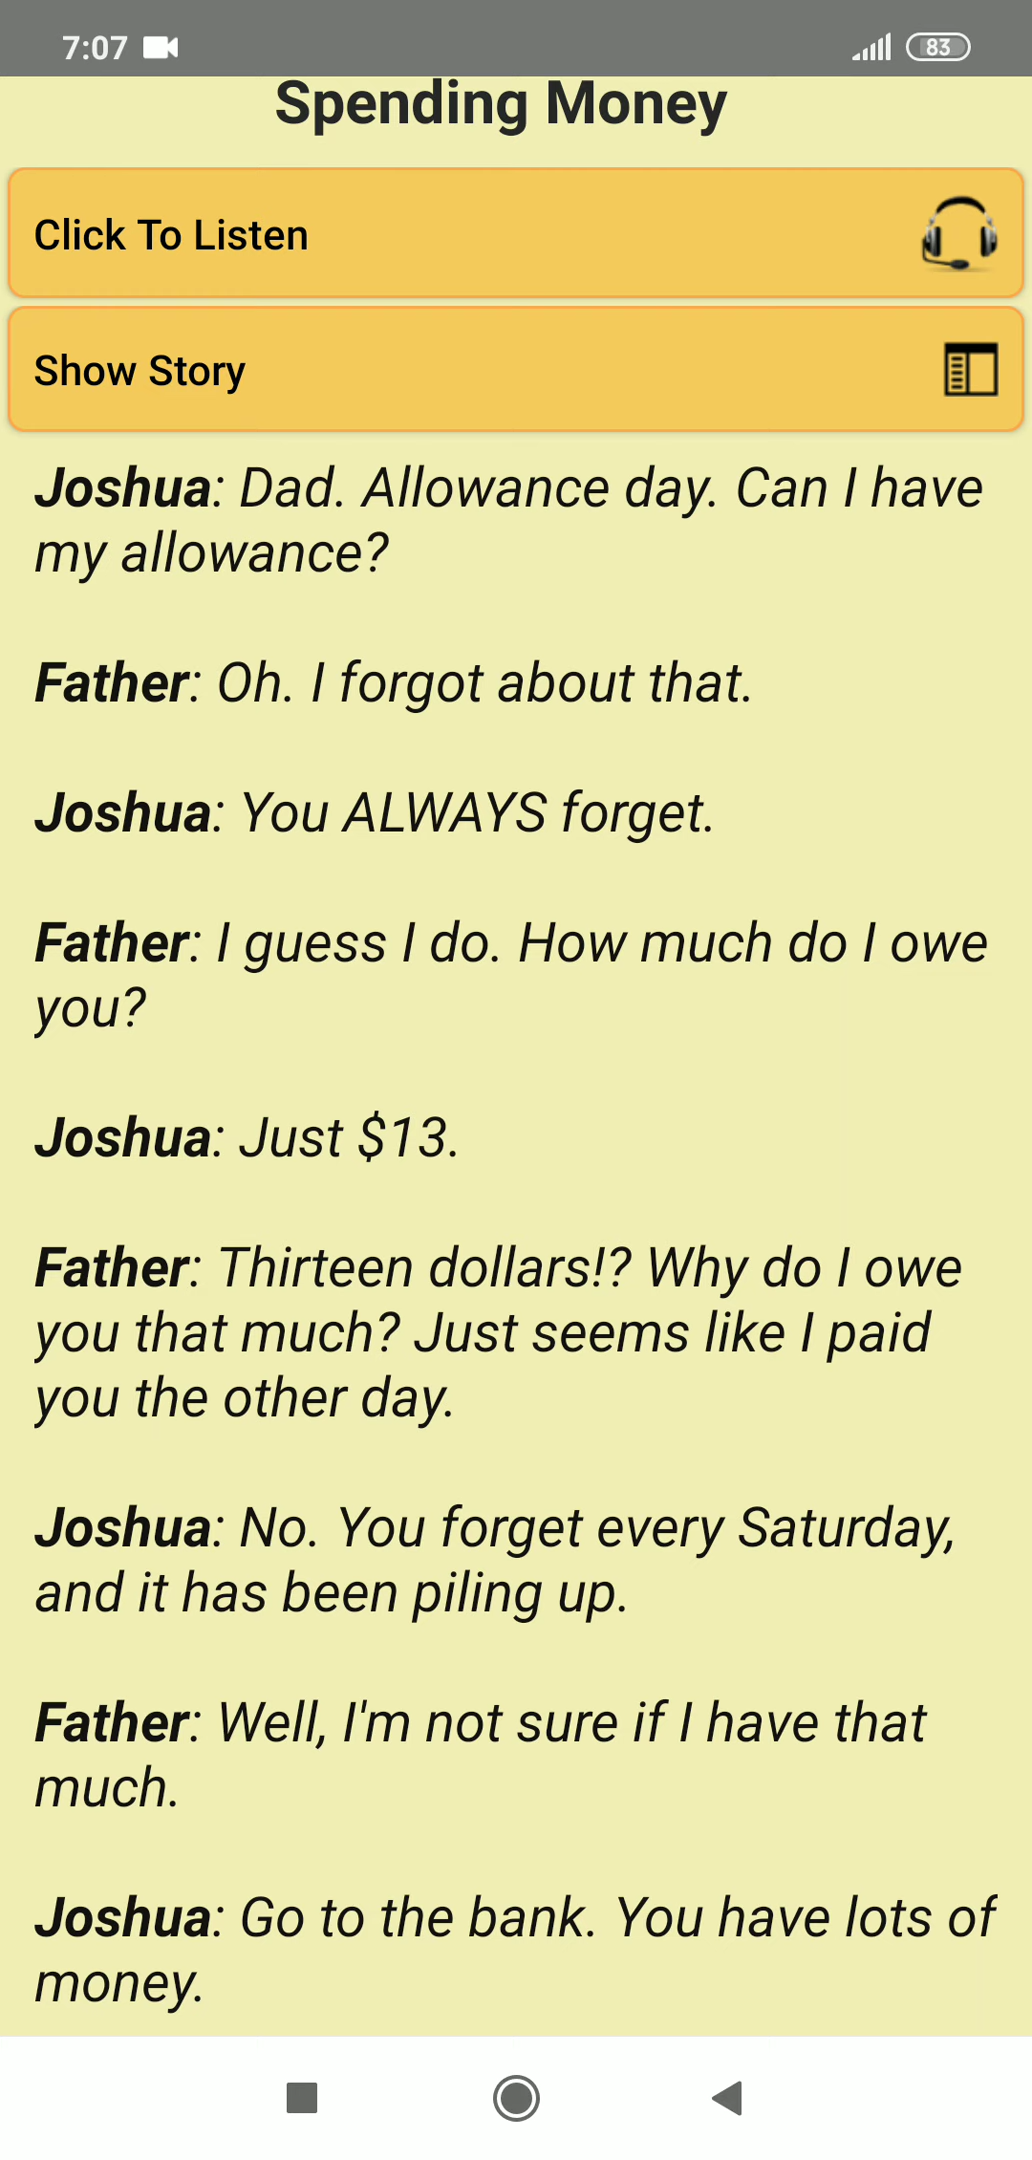 7:07
83
Spending Money
Click To Listen
Show Story
Joshua: Dad. Allowance day. Can I have
my allowance?
Father: Oh. I forgot about that.
Joshua: You ALWAYS forget.
Father: I guess I do. How much do I owe
you?
Joshua: Just $13.
Father: Thirteen dollars!? Why do I owe
you that much? Just seems like I paid
you the other day.
Joshua: No. You forget every Saturday,
and it has been piling up.
Father: Well, I'm not sure if I have that
much.
Joshua: Go to the bank. You have lots of
money.